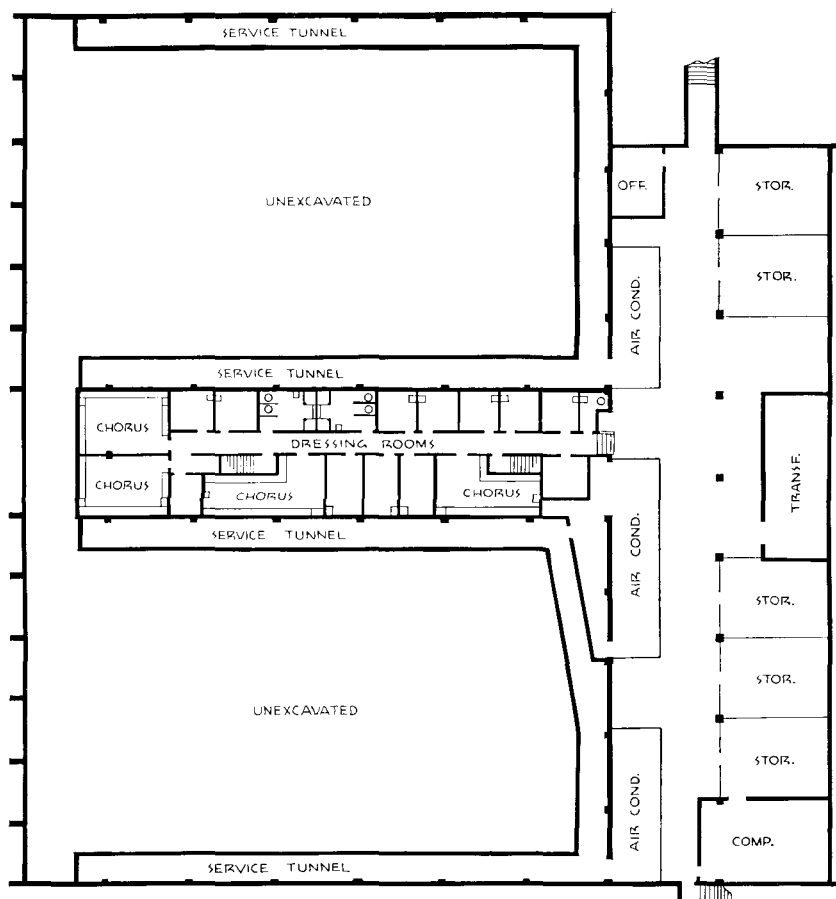 SERVICE TUNNEL
UNEXCAVATED
OFF.
STOR.
STOR.
AIR COND.
SERVICE TUNNEL
CHORUS
DRESSING ROOMS
CHORUS
CHORUS
CHORUS
TRANSF.
SERVICE TUNNEL
AIR COND.
STOR.
STOR.
UNEXCAVATED
STOR.
AIR COND.
COMP.
SERVICE TUNNEL